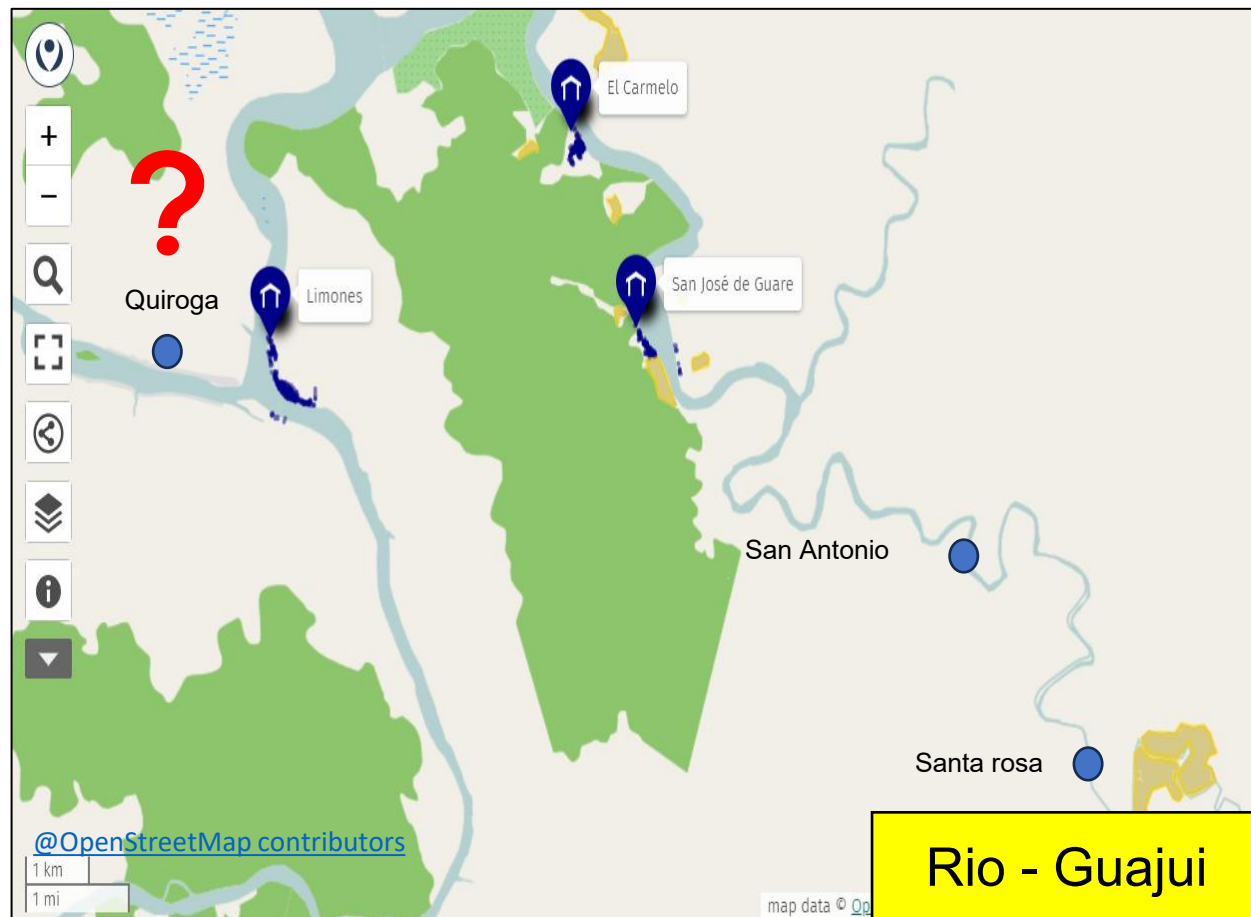 El Carmelo
+
−
?
Quiroga
Limones
San José de Guare
San Antonio
Santa rosa
@OpenStreetMap contributors
1 km
1 mi
map data © Op
Rio - Guajui